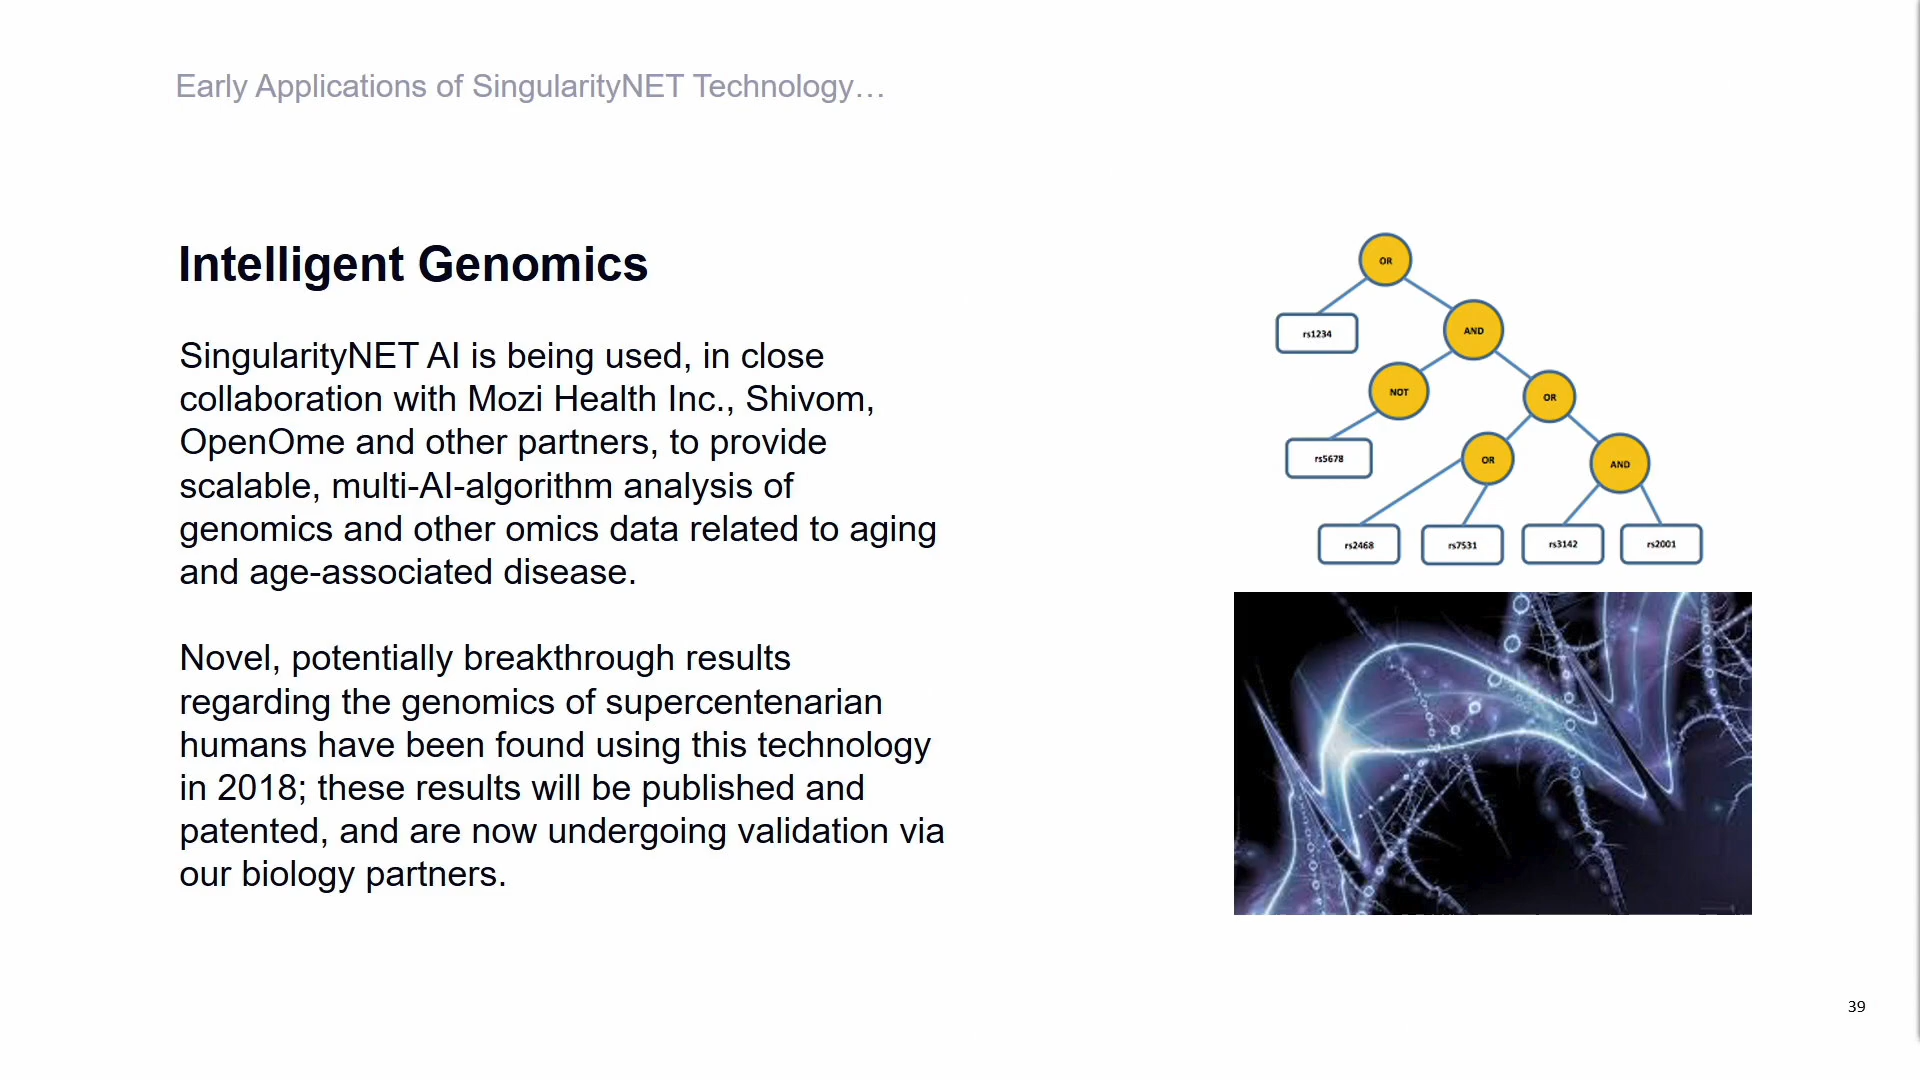 Early Applications of SingularityNET Technology…
Intelligent Genomics
SingularityNET AI is being used, in close
collaboration with Mozi Health Inc., Shivom,
OpenOme and other partners, to provide
scalable, multi-AI-algorithm analysis of
genomics and other omics data related to aging
and age-associated disease.
Novel, potentially breakthrough results
regarding the genomics of supercentenarian
humans have been found using this technology
in 2018; these results will be published and
patented, and are now undergoing validation via
our biology partners.
OR
rs1234
AND
NOT
OR
rs5678
OR
AND
rs2468
rs7531
rs3142
rs2001
39